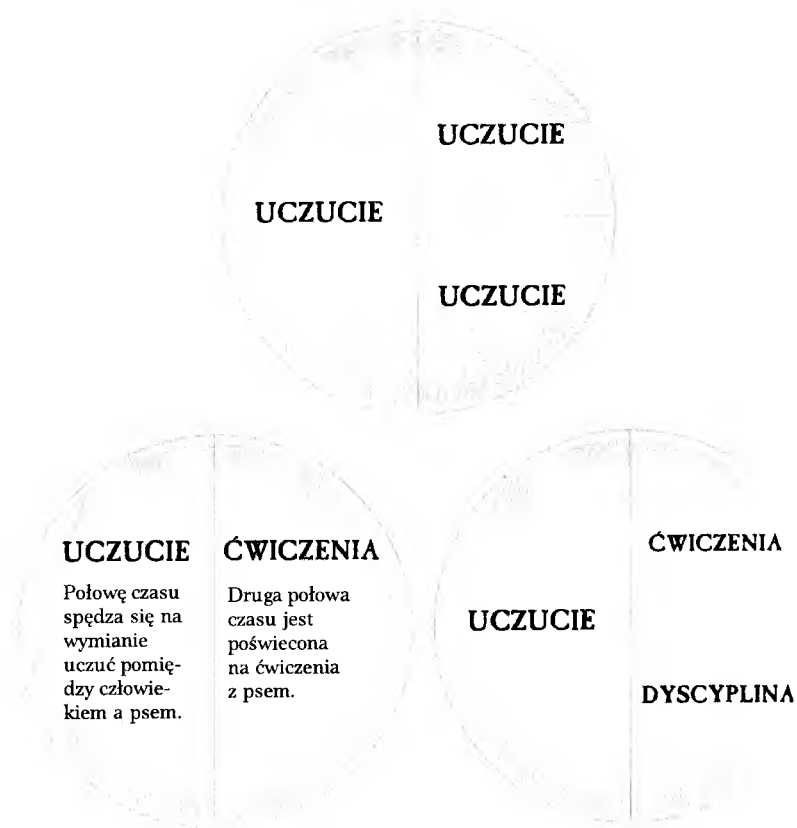 UCZUCIE
UCZUCIE
UCZUCIE
UCZUCIE
Połowę czasu
spędza się na
wymianie
uczuć pomię-
dzy człowie-
kiem a psem.
ĆWICZENIA
Druga połowa
czasu jest
poświecona
na ćwiczenia
z psem.
UCZUCIE
ĆWICZENIA
DYSCYPLINA